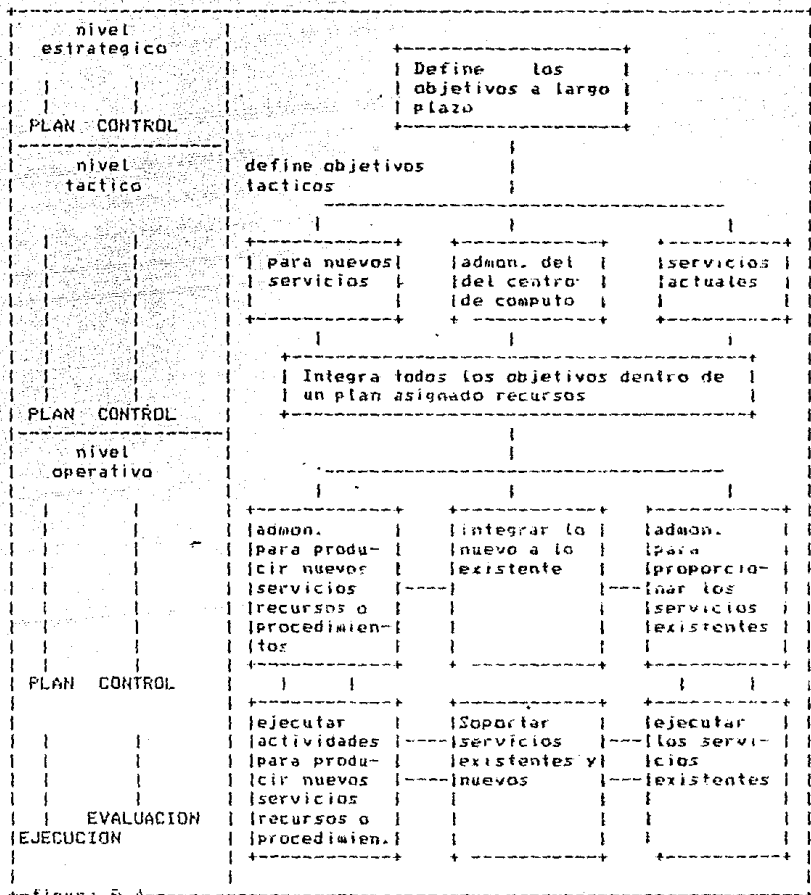 nivel
estrategico
Define los
objetivos a largo
plazo
PLAN CONTROL
nivel
tactico
define objetivos
tacticos
para nuevos
servicios
admon. del
del centro
de computo
servicios
actuales
Integra todos los objetivos dentro de
un plan asignado recursos
PLAN CONTROL
nivel
operativo
admon.
para produ-
cir nuevos
servicios
recursos o
procedimien-
tos
integrar lo
nuevo a lo
existente
admon.
para
proporcio-
nar los
servicios
existentes
PLAN CONTROL
ejecutar
actividades
para produ-
cir nuevos
servicios
recursos o
procedimien.
Soportar
servicios
existentes y
nuevos
ejecutar
los servi-
cios
existentes
EVALUACION
EJECUCION